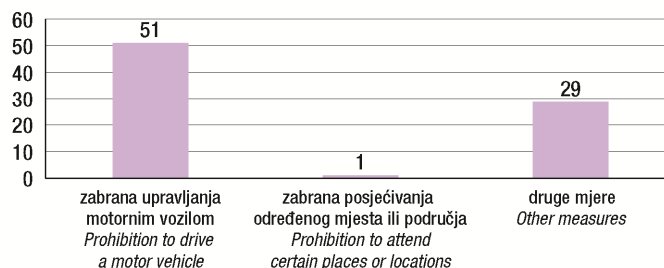 60
50
40
30
20
10
0
51
1
29
zabrana upravljanja
motornim vozilom
Prohibition to drive
a motor vehicle
zabrana posjećivanja
određenog mjesta ili područja
Prohibition to attend
certain places or locations
druge mjere
Other measures